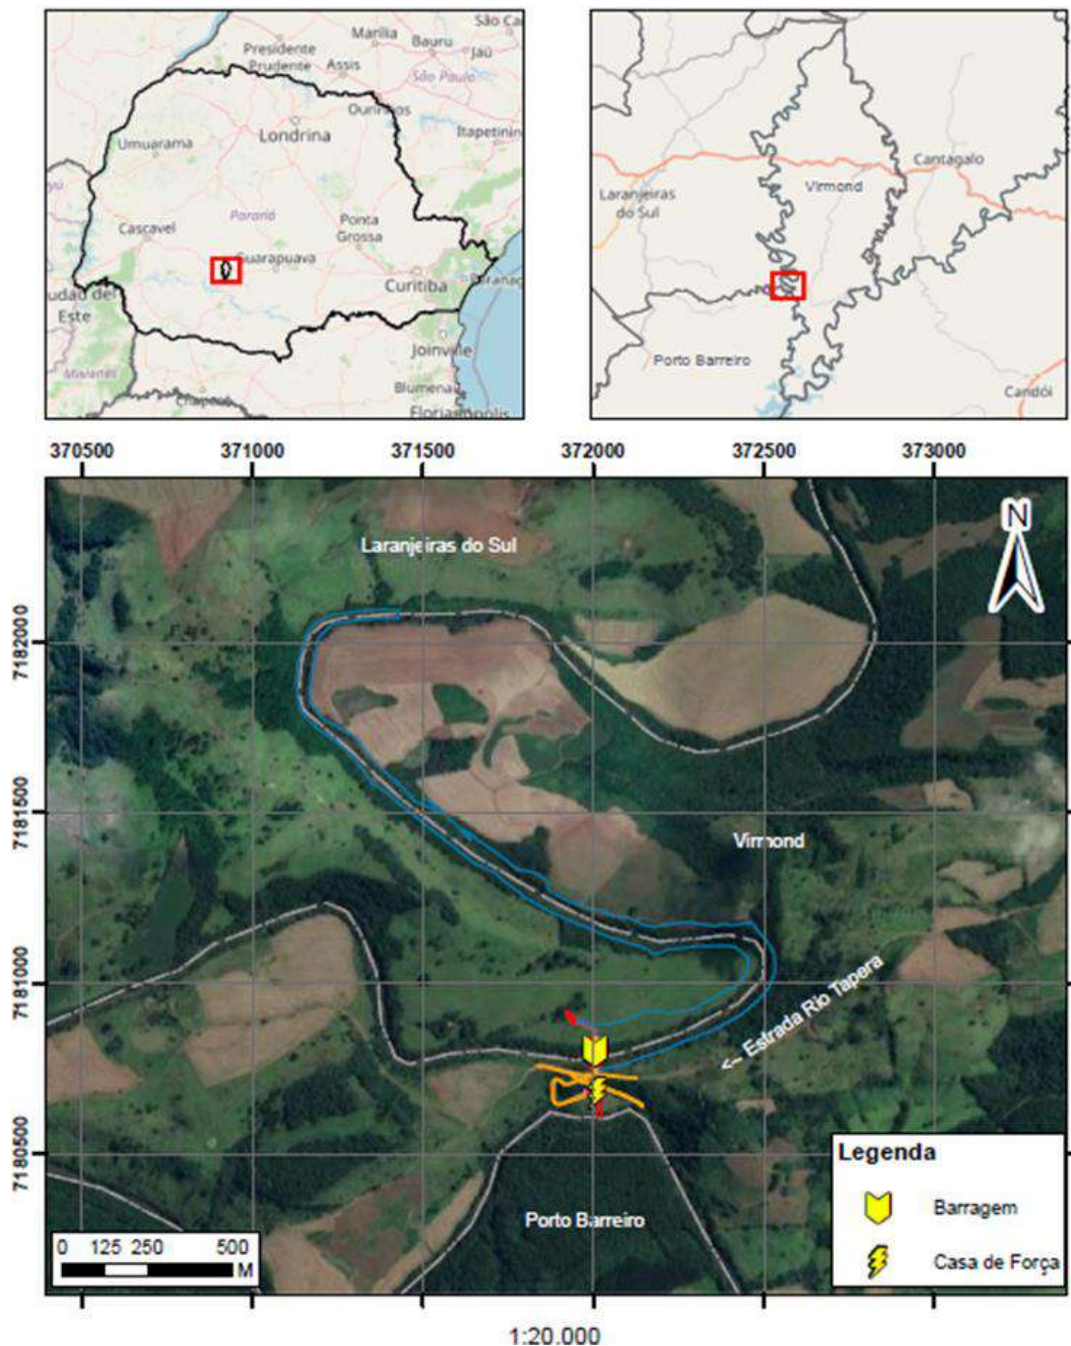 São Ca
Marília
Bauru
Jaú
Presidente
Prudente
Assis
São Paulo
Ourinhos
Londrina
Itapetinin
Umuarama
Paraná
Ponta
Grossa
Cascavel
Guarapuava
Curitiba
Paranag
udad del
Este
Joinville
Misiones
Blumenau
Florianópolis
Cantagalo
Virmond
Laranjeiras
do Sul
Porto Barreiro
Candói
370500 371000 371500 372000 372500 373000
N
Laranjeiras do Sul
7182000
7181500
Virmond
7181000
<-- Estrada Rio Tapera
7180500
Porto Barreiro
Legenda
Barragem
Casa de Força
0 125 250 500
M
1:20.000